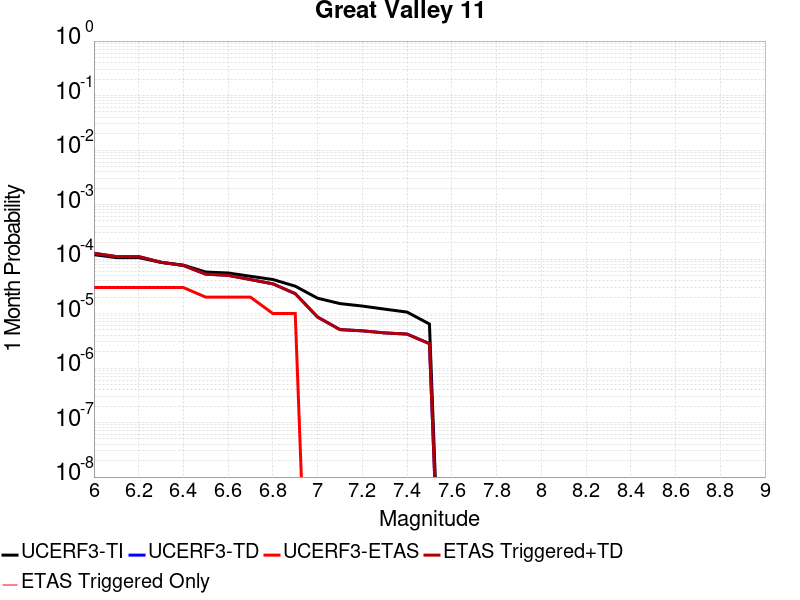 Great Valley 11
1 Month Probability
10^0
10^-1
10^-2
10^-3
10^-4
10^-5
10^-6
10^-7
10^-8
6 6.2 6.4 6.6 6.8 7 7.2 7.4 7.6 7.8 8 8.2 8.4 8.6 8.8 9
Magnitude
UCERF3-TI UCERF3-TD UCERF3-ETAS ETAS Triggered+TD
ETAS Triggered Only